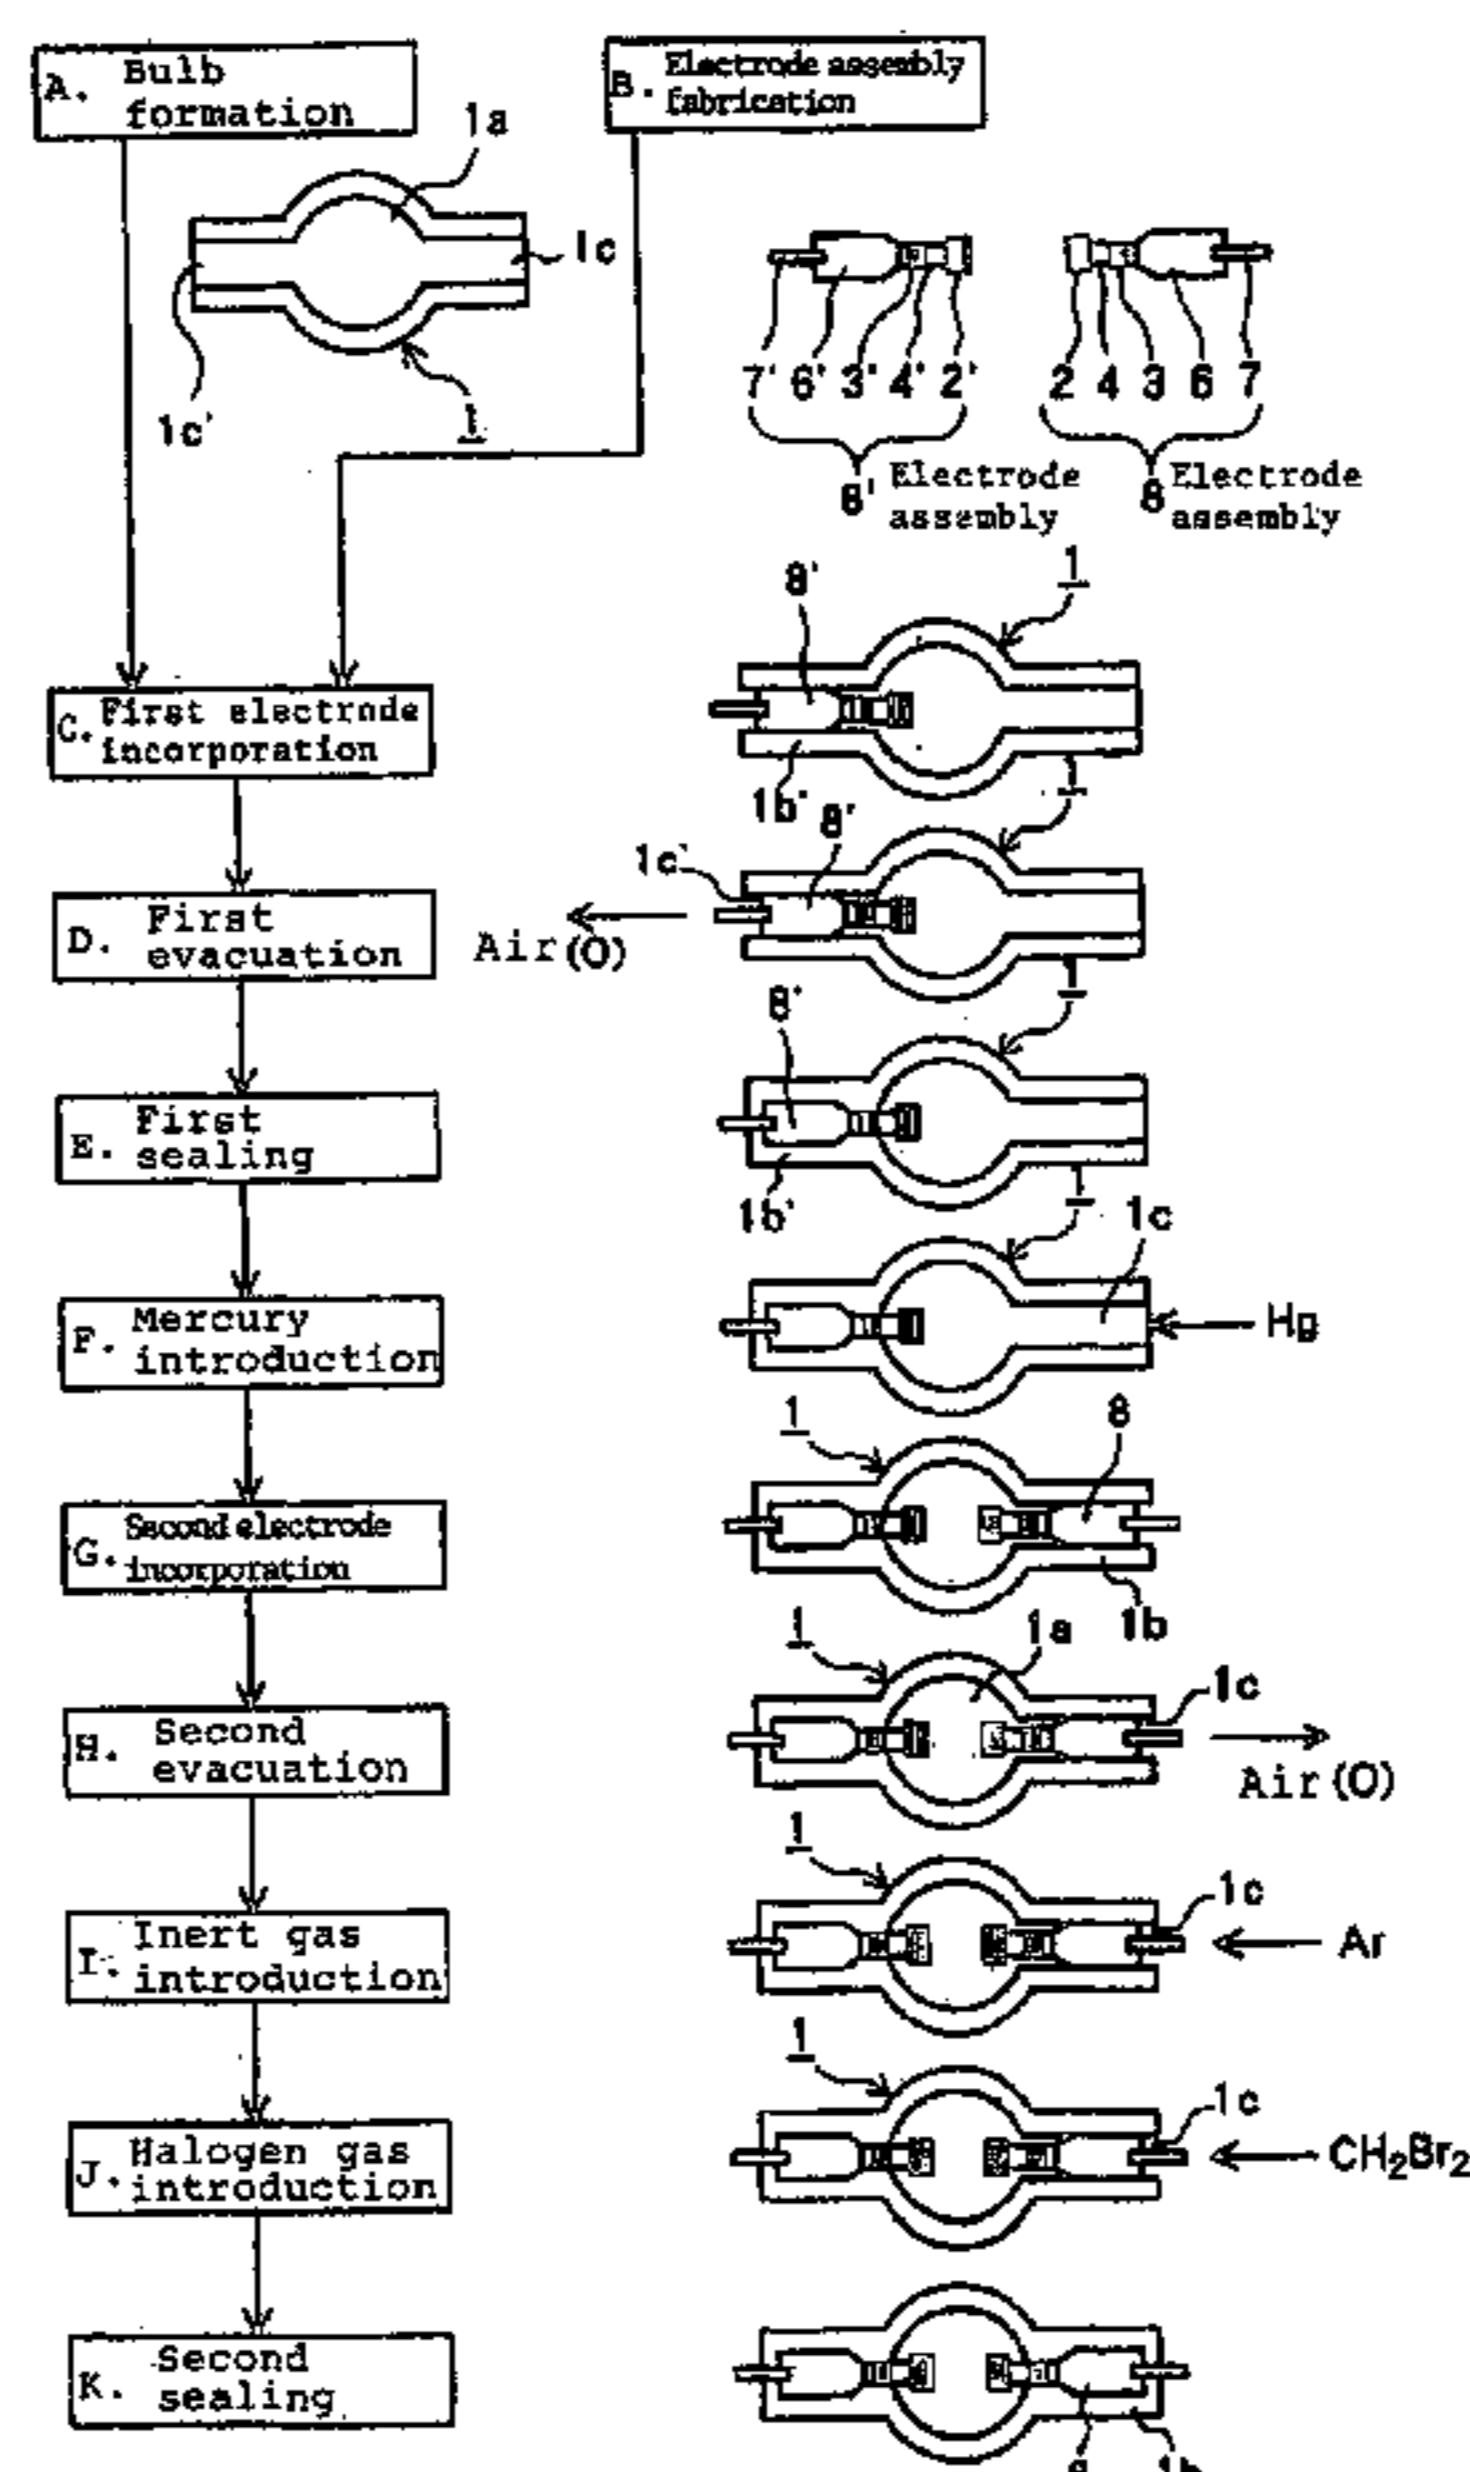 A. Bulb
formation
B. Electrode assembly
fabrication
1a
1c
1c'
1
7' 6' 3' 4' 2'
2 4 3 6 7
8' Electrode
assembly
8 Electrode
assembly
8'
1
C. First electrode
incorporation
1b'
1
8'
1c'
D. First
evacuation
Air(O)
1
8'
E. First
sealing
1b'
1
1c
F. Mercury
introduction
Hg
1
8
G. Second electrode
incorporation
1b
1
1a
1c
H. Second
evacuation
Air(O)
1
1c
I. Inert gas
introduction
Ar
1
1c
J. Halogen gas
introduction
CH₂Br₂
K. Second
sealing